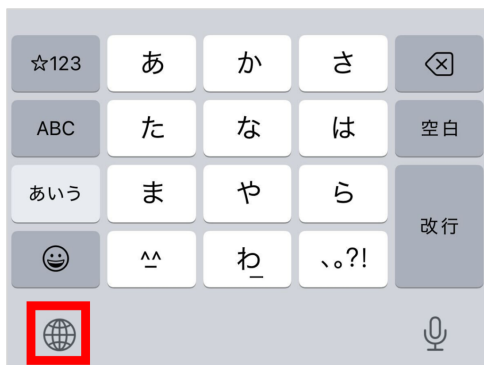 ☆123 あ か さ
ABC た な は 空白
あいう ま や ら 改行
^_^ わ_ 、。?!